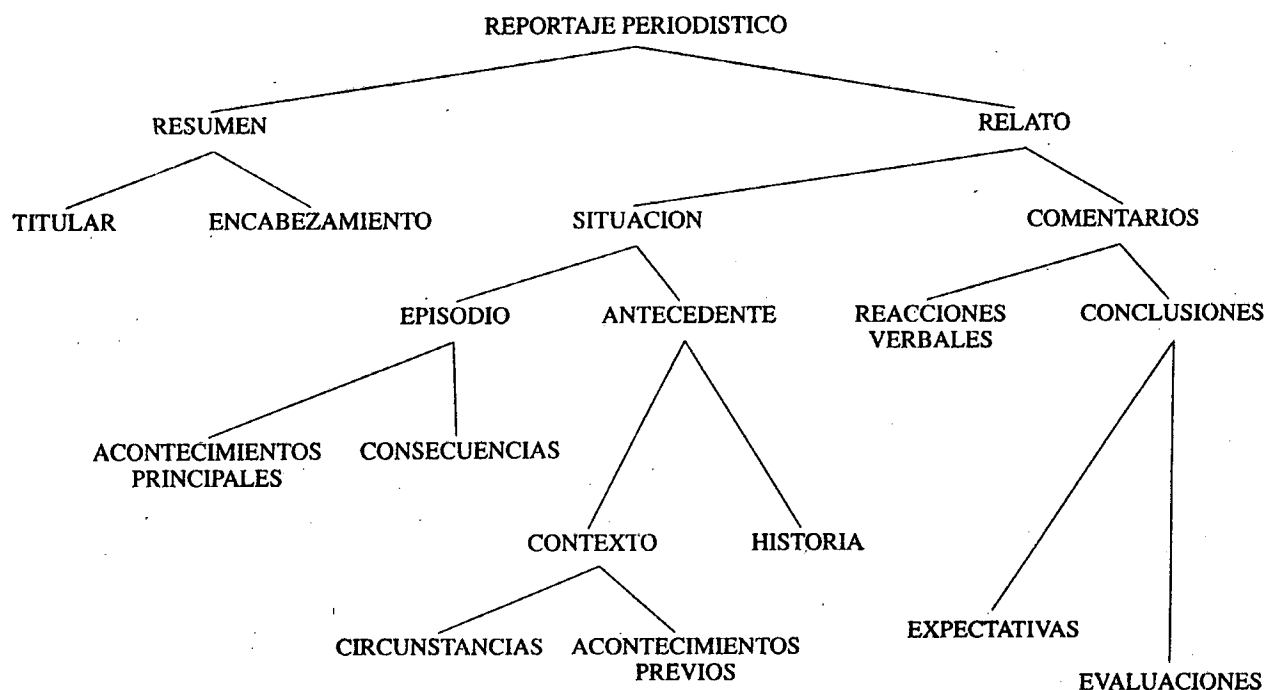 REPORTAJE PERIODISTICO
RESUMEN
RELATO
TITULAR
ENCABEZAMIENTO
SITUACION
COMENTARIOS
EPISODIO
ANTECEDENTE
REACCIONES
VERBALES
CONCLUSIONES
ACONTECIMIENTOS
PRINCIPALES
CONSECUENCIAS
CONTEXTO
HISTORIA
CIRCUNSTANCIAS
ACONTECIMIENTOS
PREVIOS
EXPECTATIVAS
EVALUACIONES